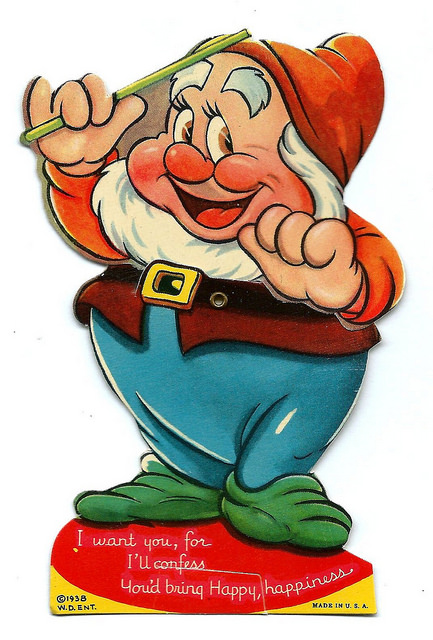 I want you, for
I'll confess
You'd bring Happy, happiness
©1938
W.D.ENT.
MADE IN U.S.A.